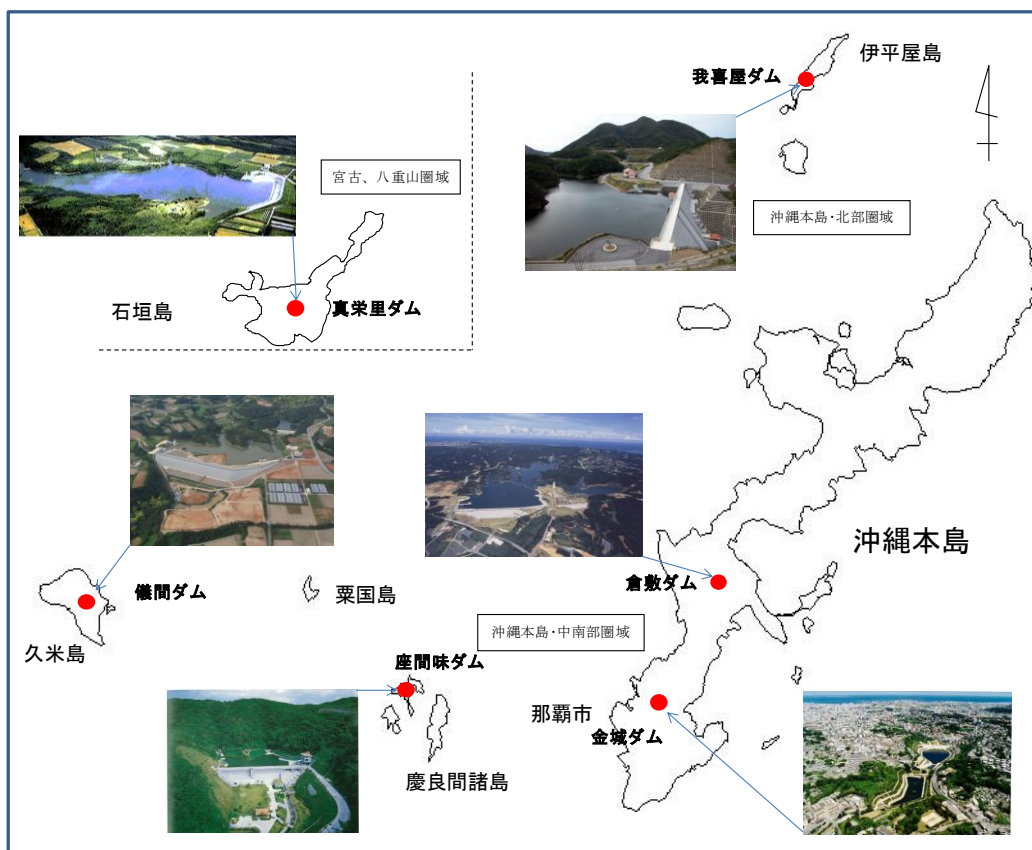 伊平屋島
我喜屋ダム
宮古、八重山圏域
沖縄本島・北部圏域
石垣島
真栄里ダム
沖縄本島
倉敷ダム
儀間ダム
粟国島
沖縄本島・中南部圏域
久米島
座間味ダム
那覇市
金城ダム
慶良間諸島